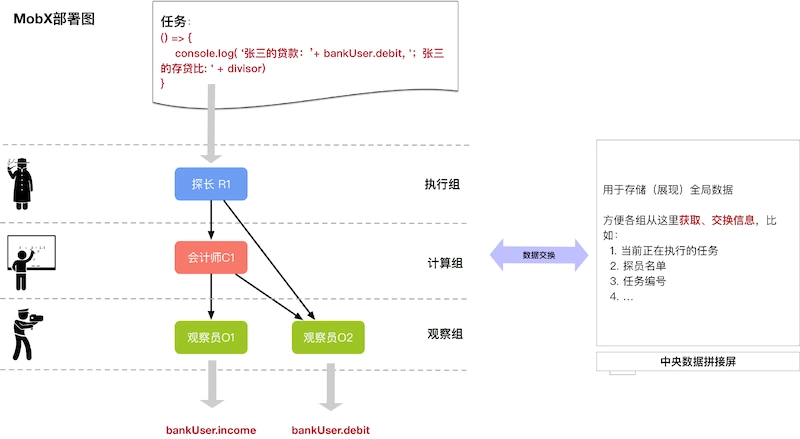 MobX部署图
任务：
() => {
console.log( '张三的贷款：'+ bankUser.debit, '；张三
的存贷比: ' + divisor)
}
探长 R1
执行组
会计师C1
计算组
观察员O1
观察员O2
观察组
bankUser.income
bankUser.debit
数据交换
用于存储（展现）全局数据
方便各组从这里获取、交换信息，比
如：
1. 当前正在执行的任务
2. 探员名单
3. 任务编号
4. ...
中央数据拼接屏